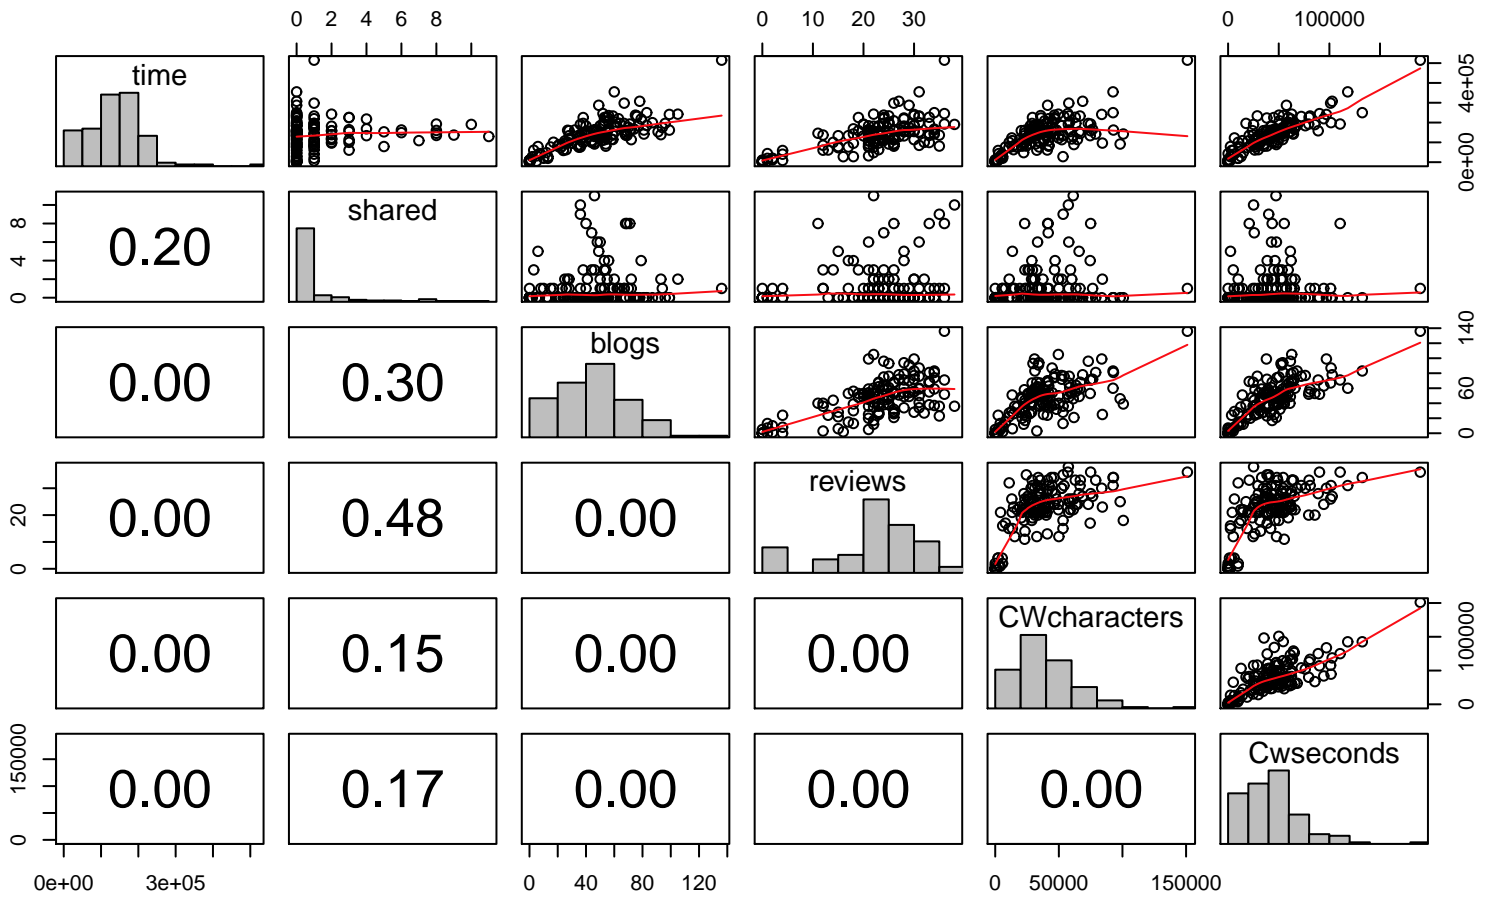 0 2 4 6 8 0 10 20 30 0 100000
time
0e+00 4e+05
shared
0 4 8
0.20
blogs
0.00 0.30
0 60 140
reviews
0 20
0.00 0.48 0.00
CWcharacters
0.00 0.15 0.00 0.00
0 100000
Cwseconds
0 150000
0.00 0.17 0.00 0.00 0.00
0e+00 3e+05 0 40 80 120 0 50000 150000